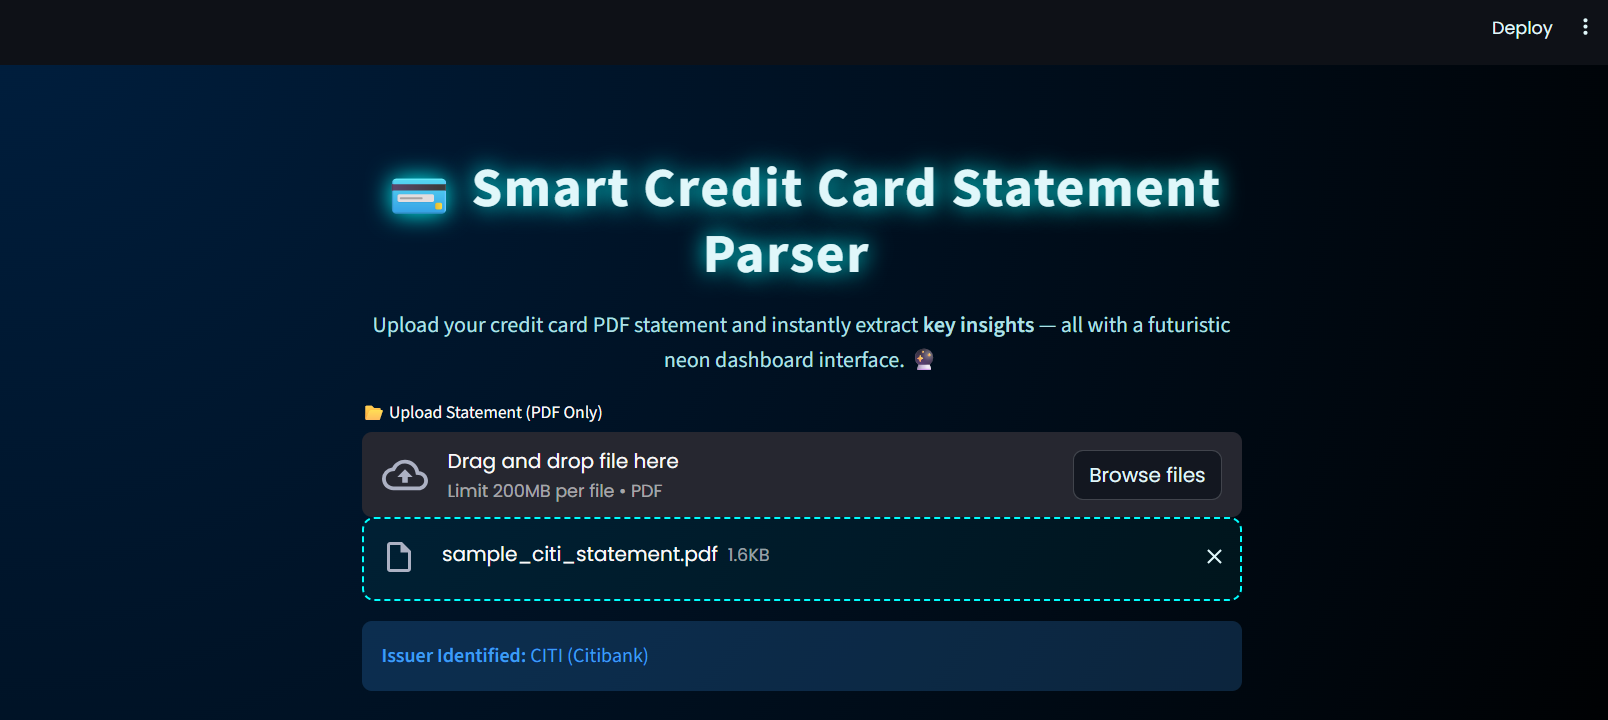 Deploy
Smart Credit Card Statement
Parser
Upload your credit card PDF statement and instantly extract key insights — all with a futuristic
neon dashboard interface.
Upload Statement (PDF Only)
Drag and drop file here
Limit 200MB per file • PDF
Browse files
sample_citi_statement.pdf 1.6KB
Issuer Identified: CITI (Citibank)